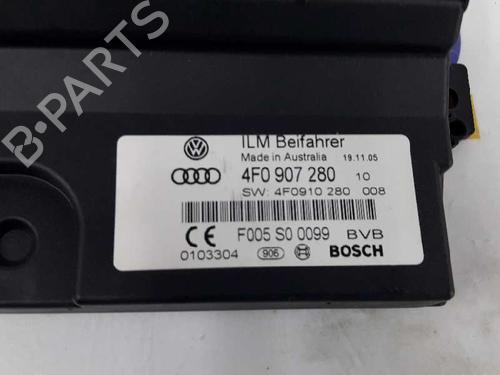 ILM Beifahrer
Made in Australia 19.11.05
4F0 907 280 10
SW: 4F0910 280 008
F005 S0 0099 BVB
0103304 906 BOSCH
B-PARTS